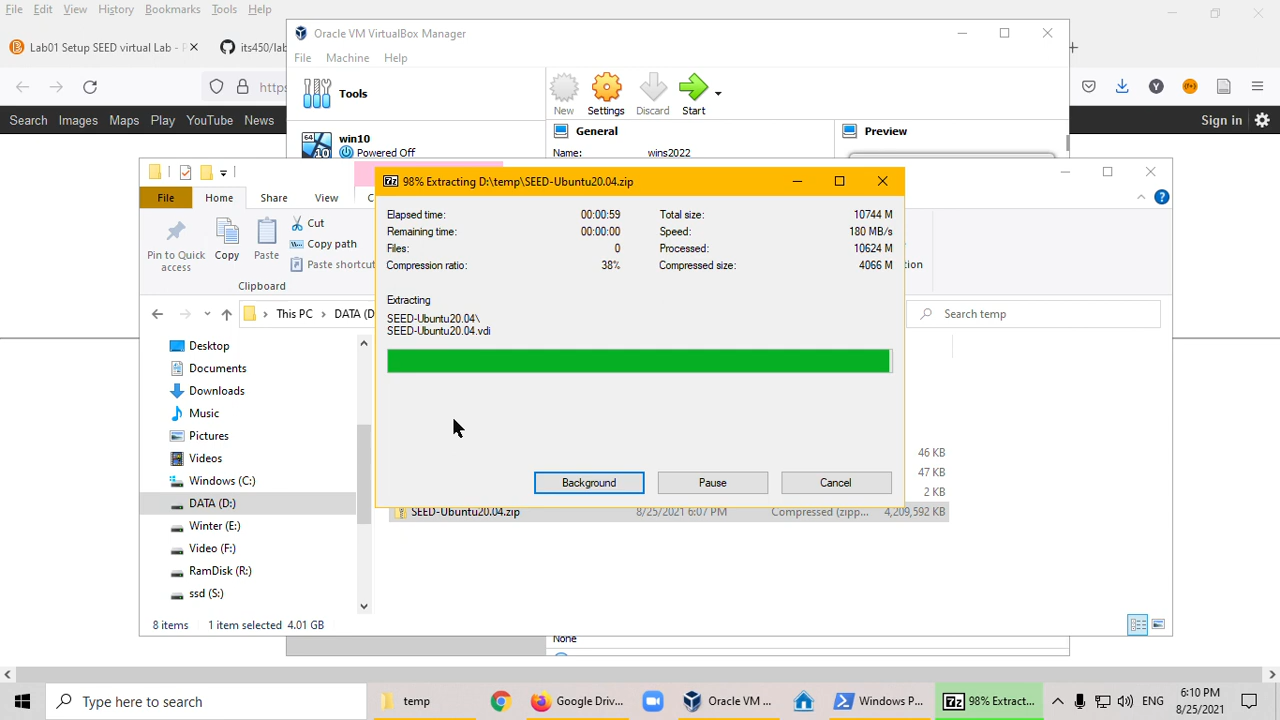 File Edit View History Bookmarks Tools Help
Oracle VM VirtualBox Manager
Lab01 Setup SEED virtual Lab -
its450/lab
File Machine Help
https:
Tools
New Settings Discard Start
Search Images Maps Play YouTube News
Sign in
General
Preview
64
10
win10
Powered Off
Name: wins2022
7z 98% Extracting D:\temp\SEED-Ubuntu20.04.zip
File Home Share View
Elapsed time: 00:00:59 Total size: 10744 M
Remaining time: 00:00:00 Speed: 180 MB/s
Files: 0 Processed: 10624 M
Compression ratio: 38% Compressed size: 4066 M
Pin to Quick access
Copy
Paste
Cut
Copy path
Paste shortcut
Clipboard
Extracting
SEED-Ubuntu20.04\
SEED-Ubuntu20.04.vdi
This PC DATA (D:
Search temp
Desktop
Documents
Downloads
Music
Pictures
Videos
Windows (C:)
DATA (D:)
Winter (E:)
Video (F:)
RamDisk (R:)
ssd (S:)
46 KB
47 KB
2 KB
Background Pause Cancel
SEED-Ubuntu20.04.zip 8/25/2021 6:07 PM Compressed (zipp... 4,209,592 KB
8 items 1 item selected 4.01 GB
None
Type here to search
temp
Google Driv...
Oracle VM ...
Windows P...
7z 98% Extract...
ENG
6:10 PM
8/25/2021